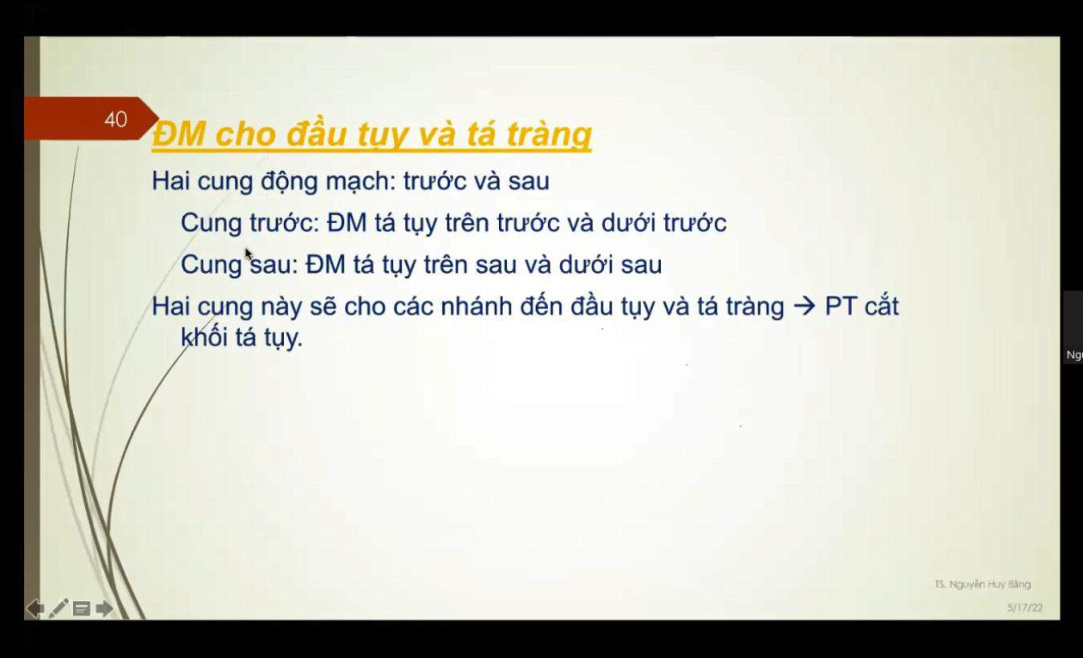 40
ĐM cho đầu tụy và tá tràng
Hai cung động mạch: trước và sau
Cung trước: ĐM tá tụy trên trước và dưới trước
Cung sau: ĐM tá tụy trên sau và dưới sau
Hai cung này sẽ cho các nhánh đến đầu tụy và tá tràng → PT cắt
khối tá tụy.
Ng
TS. Nguyễn Huy Bằng
5/17/22